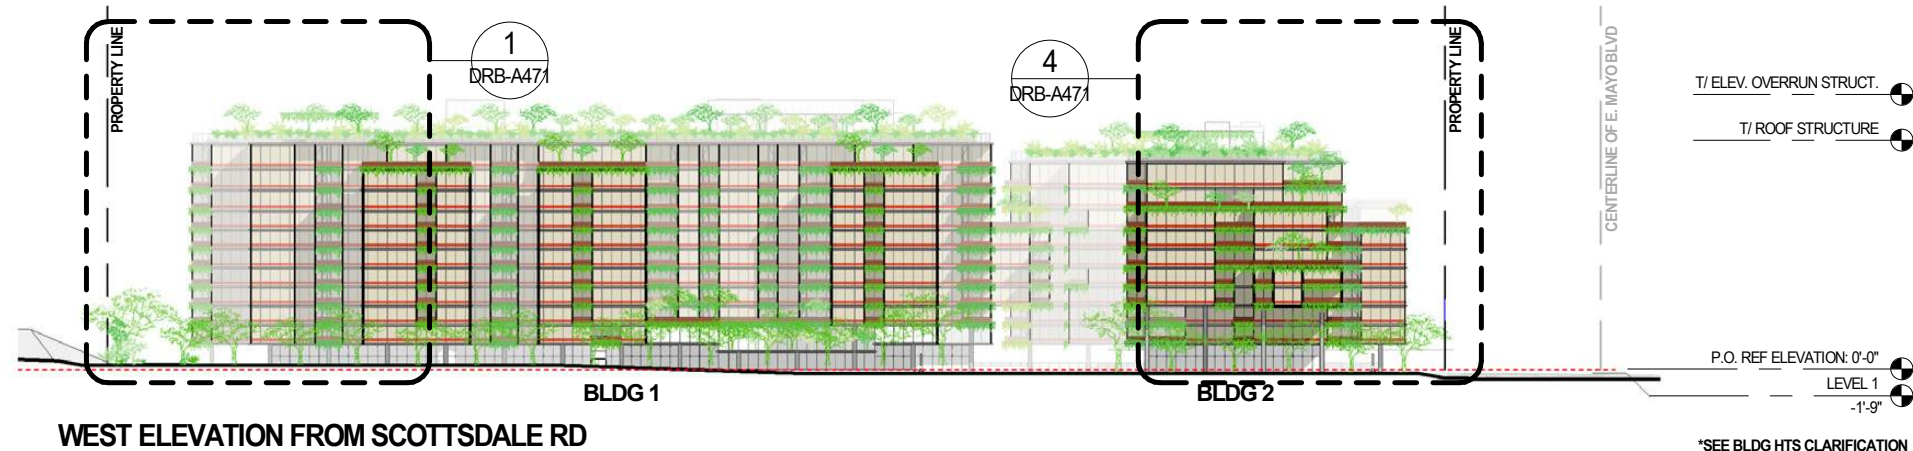 PROPERTY LINE
1
DRB-A471
4
DRB-A471
PROPERTY LINE
CENTERLINE OF E. MAYO BLVD
T/ ELEV. OVERRUN STRUCT.
T/ ROOF STRUCTURE
P.O. REF ELEVATION: 0'-0"
LEVEL 1
-1'-9"
BLDG 1
BLDG 2
WEST ELEVATION FROM SCOTTSDALE RD
*SEE BLDG HTS CLARIFICATION